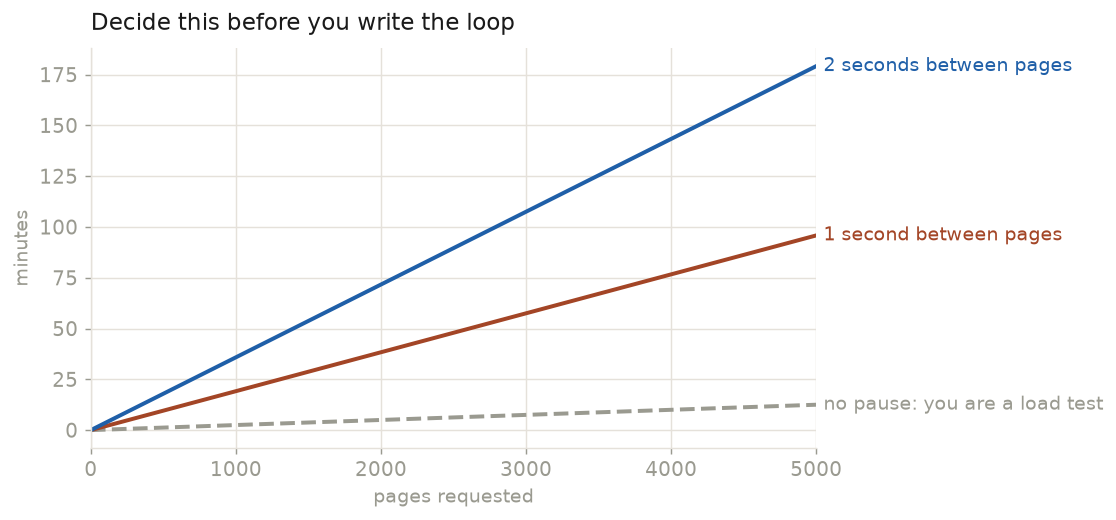 Decide this before you write the loop
175
150
125
100
75
50
25
0
minutes
0 1000 2000 3000 4000 5000
pages requested
2 seconds between pages
1 second between pages
no pause: you are a load test